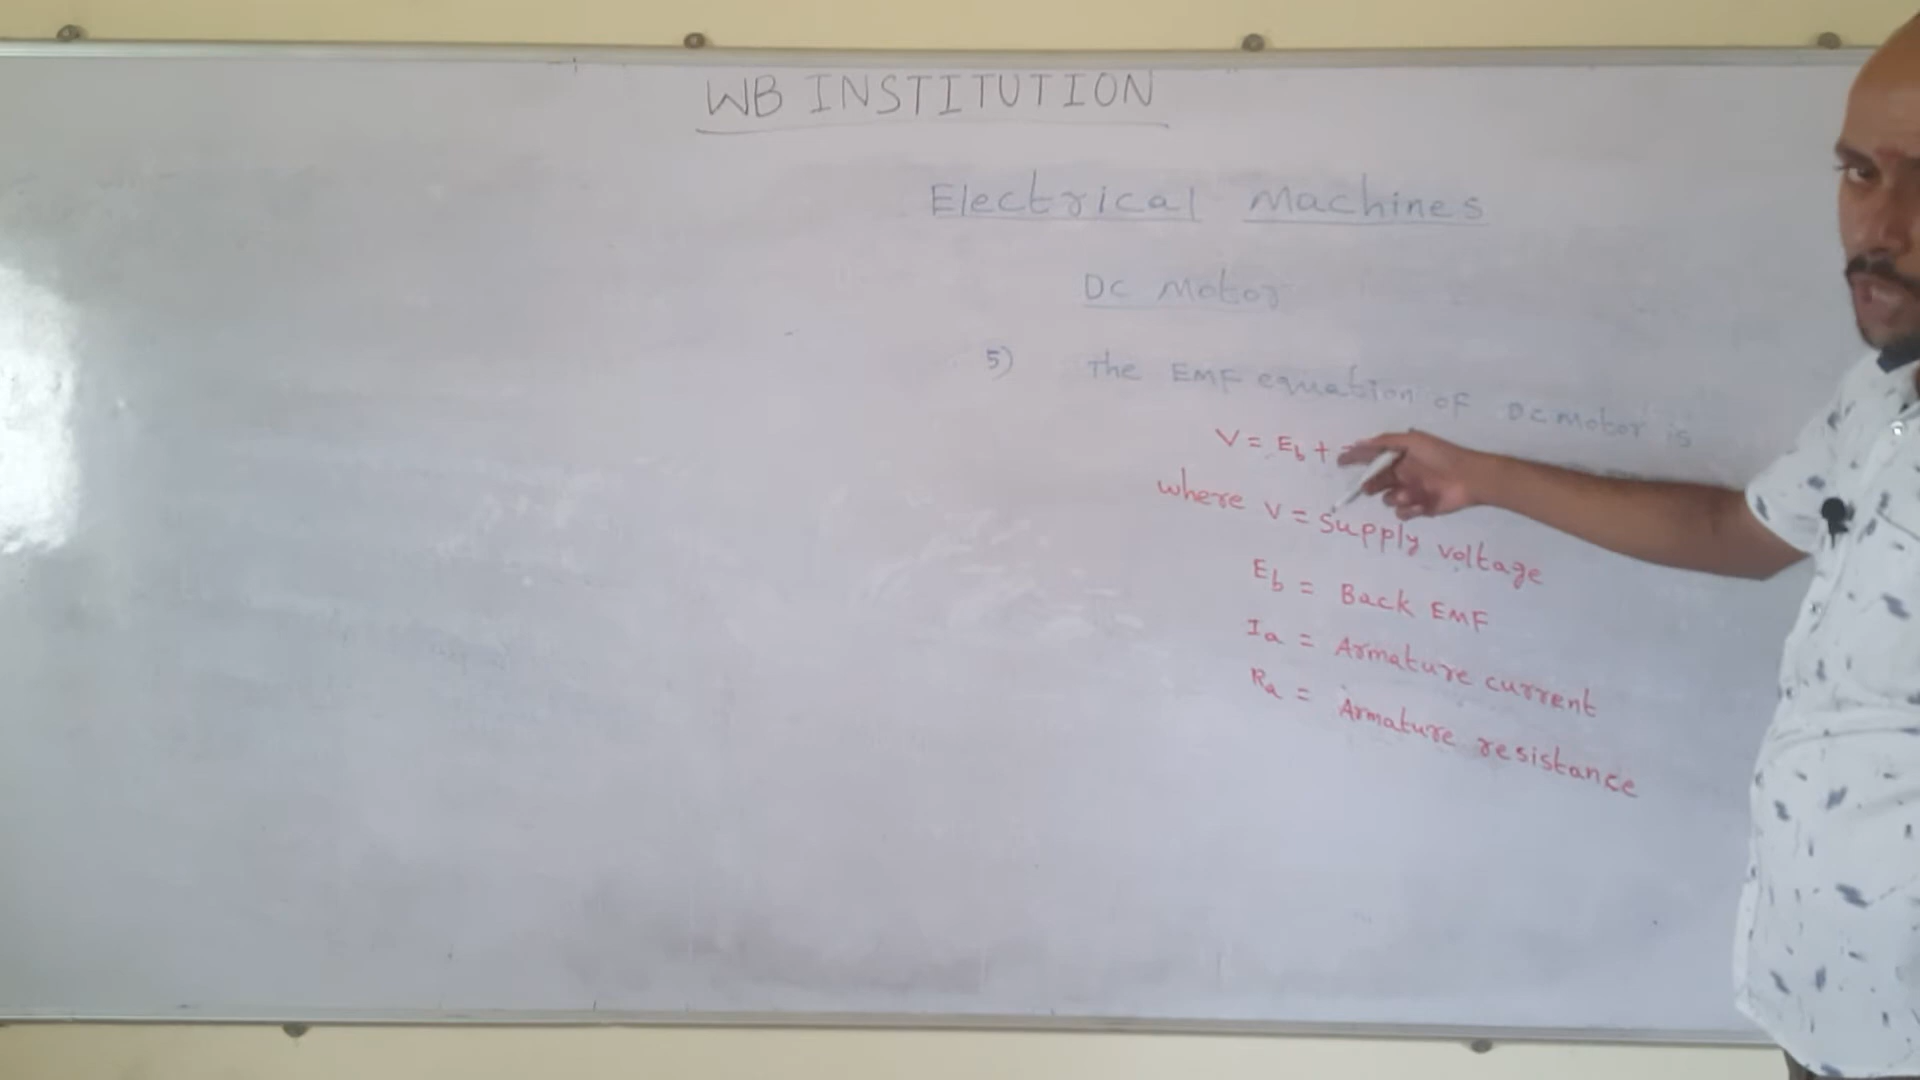 WB INSTITUTION
Electrical Machines
DC Motor
5) The EMF equation of DC motor is
V = Eb +
where V = Supply voltage
Eb = Back EMF
Ia = Armature current
Ra = Armature resistance